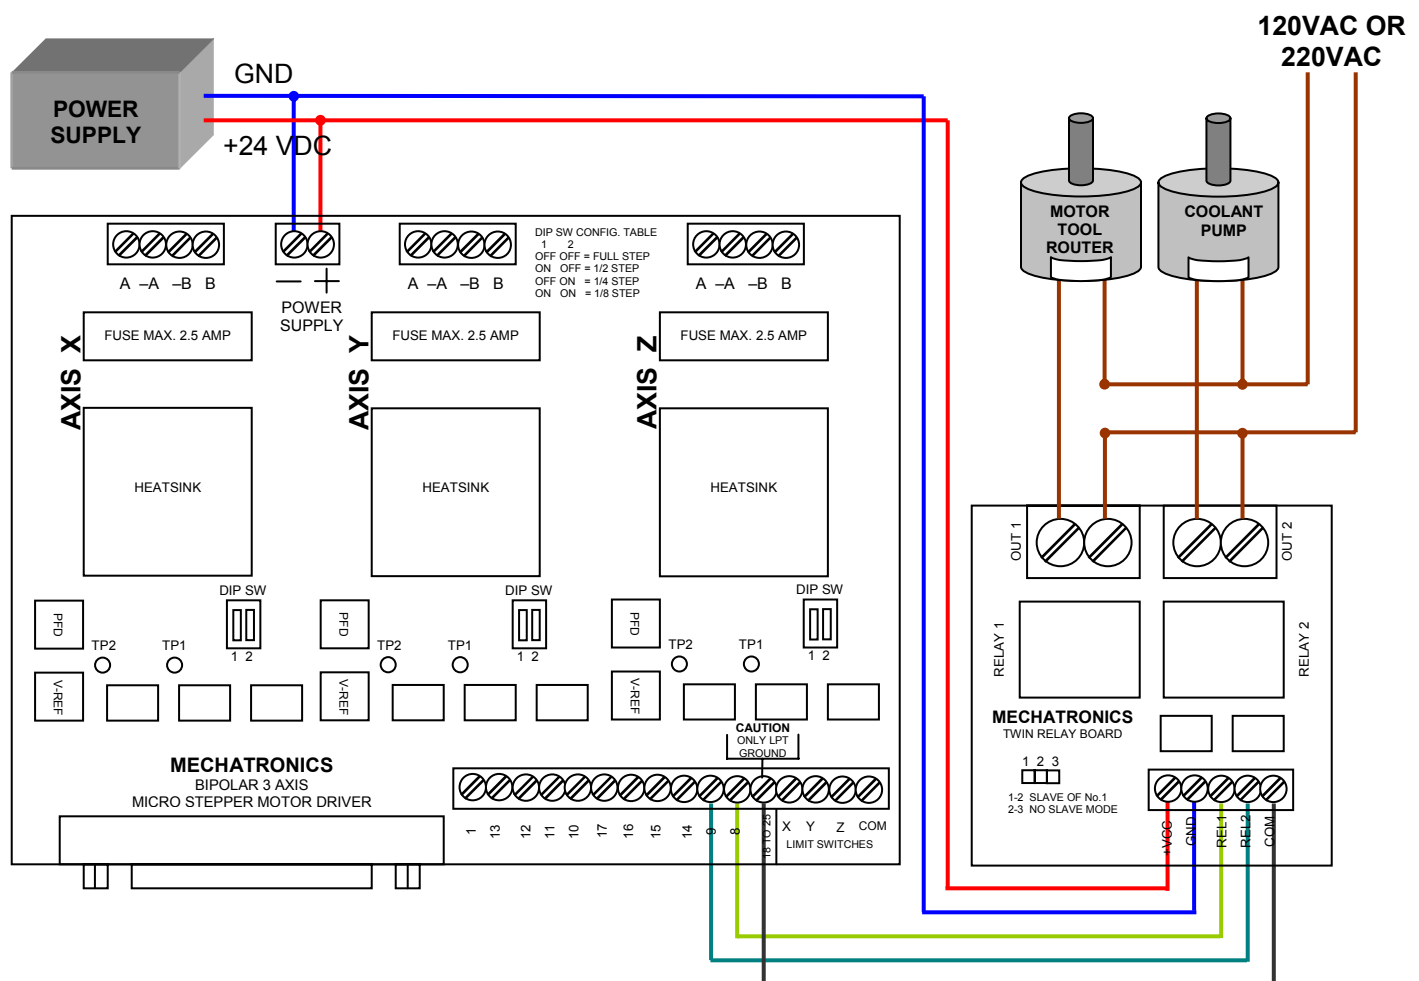 120VAC OR
220VAC
GND
POWER
SUPPLY
+24 VDC
MOTOR
TOOL
ROUTER
COOLANT
PUMP
A –A –B B
— +
POWER
SUPPLY
A –A –B B
DIP SW CONFIG. TABLE
1 2
OFF OFF = FULL STEP
ON OFF = 1/2 STEP
OFF ON = 1/4 STEP
ON ON = 1/8 STEP
A –A –B B
AXIS X
FUSE MAX. 2.5 AMP
HEATSINK
AXIS Y
FUSE MAX. 2.5 AMP
HEATSINK
AXIS Z
FUSE MAX. 2.5 AMP
HEATSINK
PFD
V-REF
TP2
TP1
DIP SW
1 2
PFD
V-REF
TP2
TP1
DIP SW
1 2
PFD
V-REF
TP2
TP1
DIP SW
1 2
CAUTION
ONLY LPT
GROUND
MECHATRONICS
BIPOLAR 3 AXIS
MICRO STEPPER MOTOR DRIVER
1 13 12 11 10 17 16 15 14 9 8 18 TO 25 X Y Z COM
LIMIT SWITCHES
OUT 1
OUT 2
RELAY 1
RELAY 2
MECHATRONICS
TWIN RELAY BOARD
1 2 3
1-2 SLAVE OF No.1
2-3 NO SLAVE MODE
+VCC GND REL1 REL2 COM